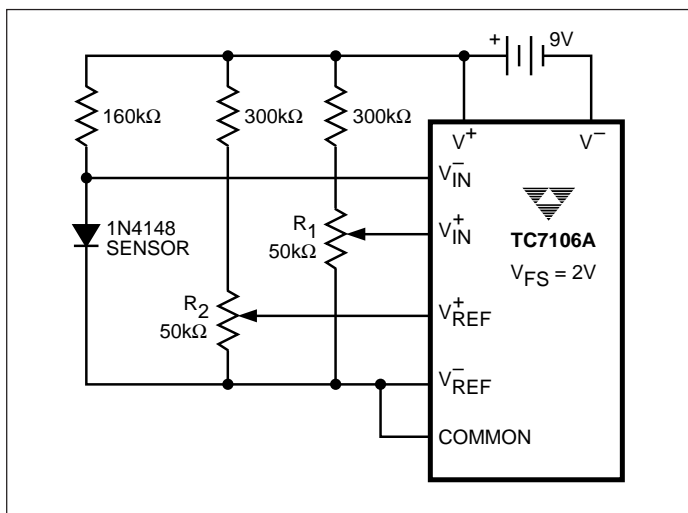 + 9V
160kΩ 300kΩ 300kΩ
V+ V−
V−IN
1N4148
SENSOR
R1
50kΩ
V+IN
TC7106A
VFS = 2V
R2
50kΩ
V+REF
V−REF
COMMON